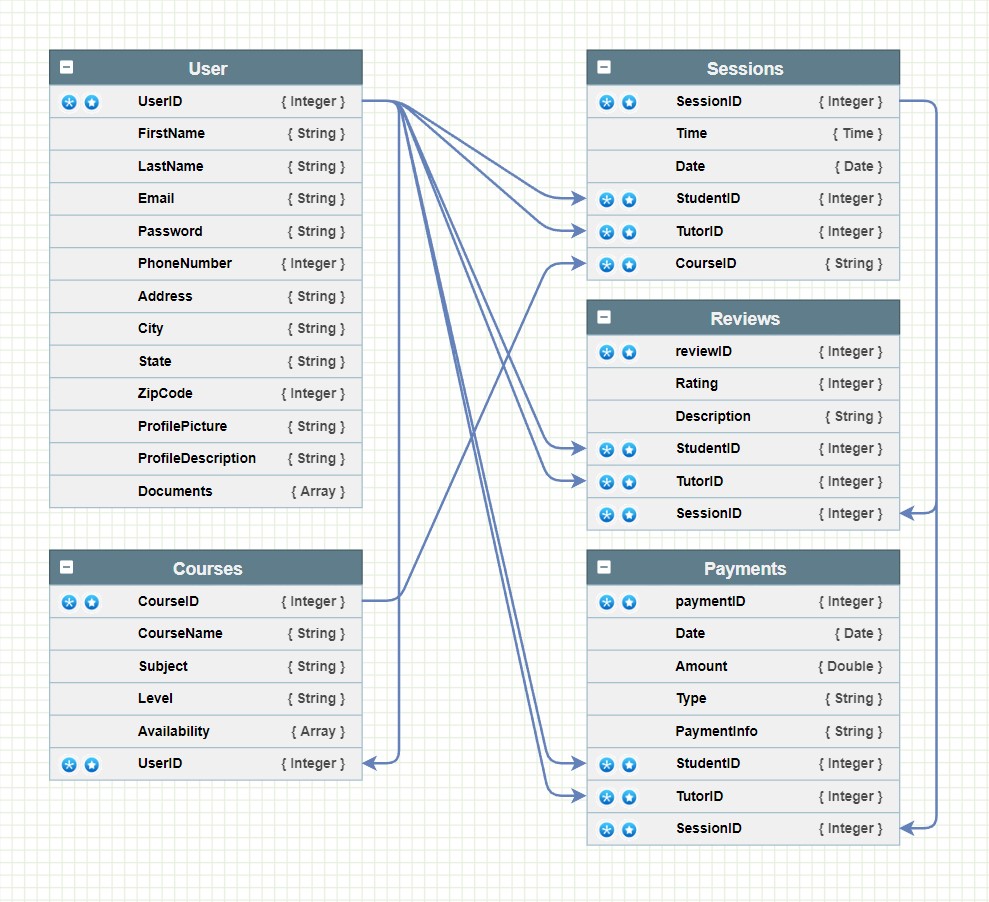 User
UserID { Integer }
FirstName { String }
LastName { String }
Email { String }
Password { String }
PhoneNumber { Integer }
Address { String }
City { String }
State { String }
ZipCode { Integer }
ProfilePicture { String }
ProfileDescription { String }
Documents { Array }
Courses
CourseID { Integer }
CourseName { String }
Subject { String }
Level { String }
Availability { Array }
UserID { Integer }
Sessions
SessionID { Integer }
Time { Time }
Date { Date }
StudentID { Integer }
TutorID { Integer }
CourseID { String }
Reviews
reviewID { Integer }
Rating { Integer }
Description { String }
StudentID { Integer }
TutorID { Integer }
SessionID { Integer }
Payments
paymentID { Integer }
Date { Date }
Amount { Double }
Type { String }
PaymentInfo { String }
StudentID { Integer }
TutorID { Integer }
SessionID { Integer }